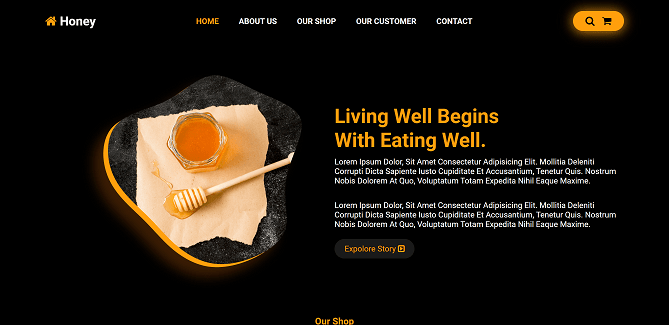 Honey
HOME ABOUT US OUR SHOP OUR CUSTOMER CONTACT
Living Well Begins
With Eating Well.
Lorem Ipsum Dolor, Sit Amet Consectetur Adipisicing Elit. Mollitia Deleniti
Corrupti Dicta Sapiente Iusto Cupiditate Et Accusantium, Tenetur Quis. Nostrum
Nobis Dolorem At Quo, Voluptatum Totam Expedita Nihil Eaque Maxime.
Lorem Ipsum Dolor, Sit Amet Consectetur Adipisicing Elit. Mollitia Deleniti
Corrupti Dicta Sapiente Iusto Cupiditate Et Accusantium, Tenetur Quis. Nostrum
Nobis Dolorem At Quo, Voluptatum Totam Expedita Nihil Eaque Maxime.
Expolore Story
Our Shop